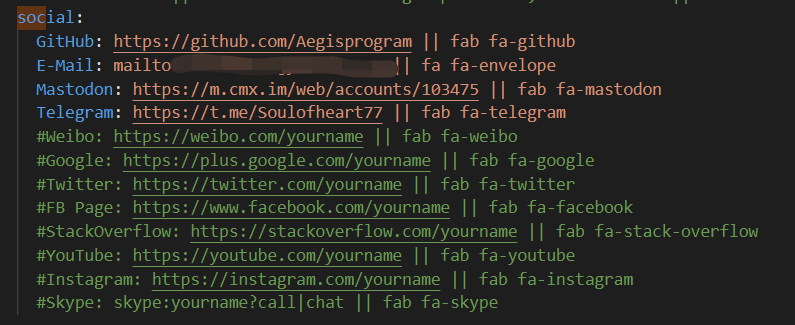 social:
GitHub: https://github.com/Aegisprogram || fab fa-github
E-Mail: mailto || fa fa-envelope
Mastodon: https://m.cmx.im/web/accounts/103475 || fab fa-mastodon
Telegram: https://t.me/Soulofheart77 || fab fa-telegram
#Weibo: https://weibo.com/yourname || fab fa-weibo
#Google: https://plus.google.com/yourname || fab fa-google
#Twitter: https://twitter.com/yourname || fab fa-twitter
#FB Page: https://www.facebook.com/yourname || fab fa-facebook
#StackOverflow: https://stackoverflow.com/yourname || fab fa-stack-overflow
#YouTube: https://youtube.com/yourname || fab fa-youtube
#Instagram: https://instagram.com/yourname || fab fa-instagram
#Skype: skype:yourname?call|chat || fab fa-skype